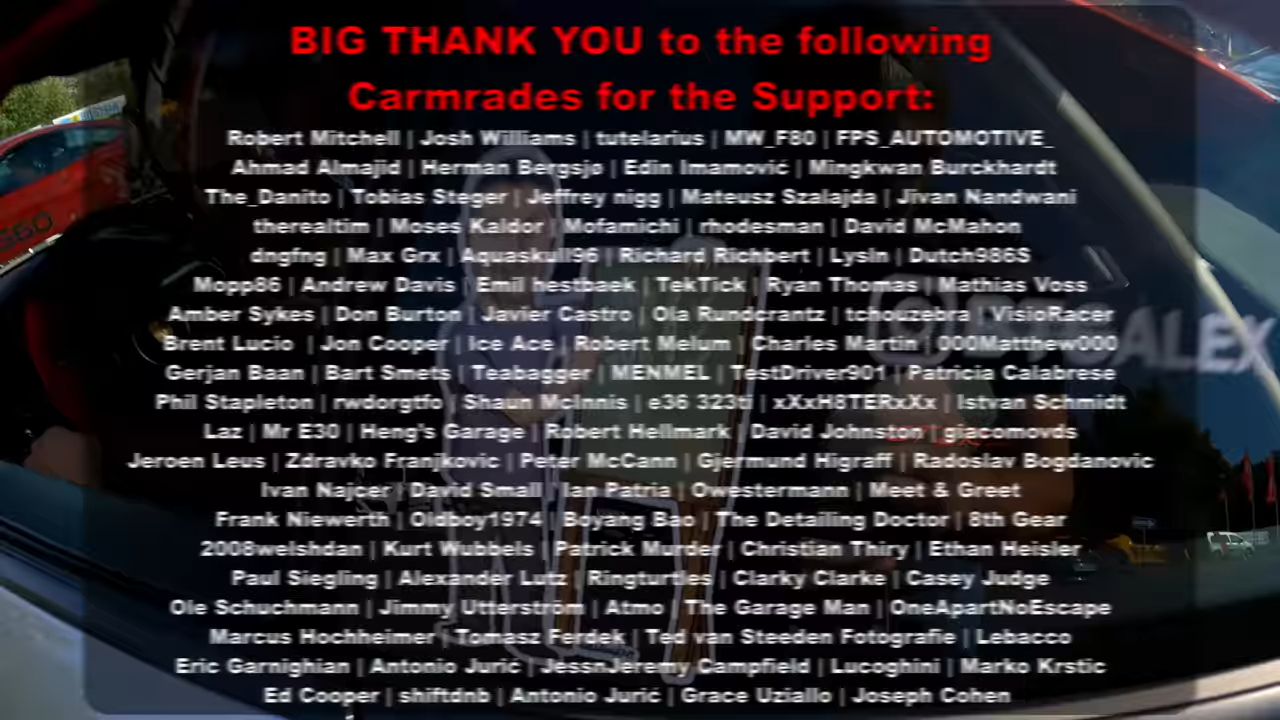 BIG THANK YOU to the following
Carmrades for the Support:
Robert Mitchell | Josh Williams | tutelarius | MW_F80 | FPS_AUTOMOTIVE_
Ahmad Almajid | Herman Bergsjø | Edin Imamović | Mingkwan Burckhardt
The_Danito | Tobias Steger | Jeffrey nigg | Mateusz Szalajda | Jivan Nandwani
therealtim | Moses Kaldor | Mofamichi | rhodesman | David McMahon
dngfng | Max Grx | Aquaskull96 | Richard Richbert | Lysln | Dutch986S
Mopp86 | Andrew Davis | Emil hestbaek | TekTick | Ryan Thomas | Mathias Voss
Amber Sykes | Don Burton | Javier Castro | Ola Rundcrantz | tchouzebra | VisioRacer
Brent Lucio | Jon Cooper | Ice Ace | Robert Melum | Charles Martin | 000Matthew000
Gerjan Baan | Bart Smets | Teabagger | MENMEL | TestDriver901 | Patricia Calabrese
Phil Stapleton | rwdorgtfo | Shaun McInnis | e36 323ti | xXxH8TERxXx | Istvan Schmidt
Laz | Mr E30 | Heng's Garage | Robert Hellmark | David Johnston | giacomovds
Jeroen Leus | Zdravko Franjkovic | Peter McCann | Gjermund Higraff | Radoslav Bogdanovic
Ivan Najcer | David Small | Ian Patria | Owestermann | Meet & Greet
Frank Niewerth | Oldboy1974 | Boyang Bao | The Detailing Doctor | 8th Gear
2008welshdan | Kurt Wubbels | Patrick Murder | Christian Thiry | Ethan Heisler
Paul Siegling | Alexander Lutz | Ringturtles | Clarky Clarke | Casey Judge
Ole Schuchmann | Jimmy Utterström | Atmo | The Garage Man | OneApartNoEscape
Marcus Hochheimer | Tomasz Ferdek | Ted van Steeden Fotografie | Lebacco
Eric Garnighian | Antonio Jurić | JessnJeremy Campfield | Lucoghini | Marko Krstic
Ed Cooper | shiftdnb | Antonio Jurić | Grace Uziallo | Joseph Cohen
BTGALEX
G60